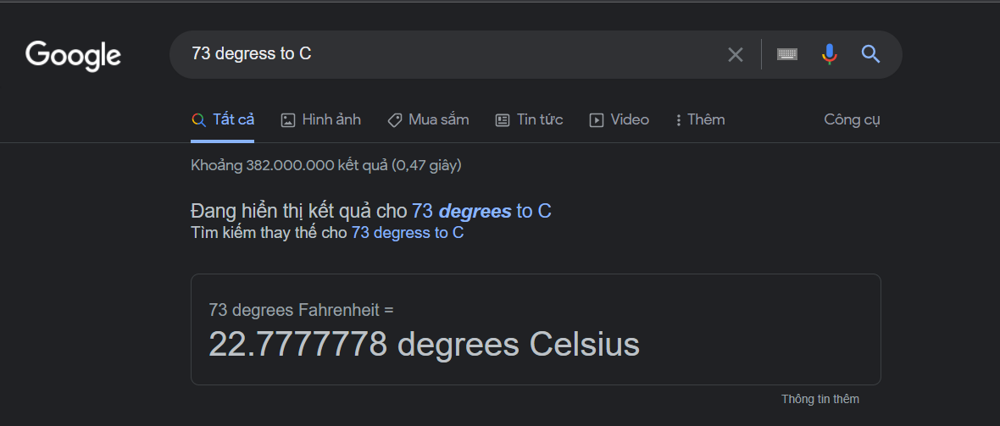 Google
73 degress to C
Tất cả
Hình ảnh
Mua sắm
Tin tức
Video
Thêm
Công cụ
Khoảng 382.000.000 kết quả (0,47 giây)
Đang hiển thị kết quả cho 73 degrees to C
Tìm kiếm thay thế cho 73 degress to C
73 degrees Fahrenheit =
22.7777778 degrees Celsius
Thông tin thêm